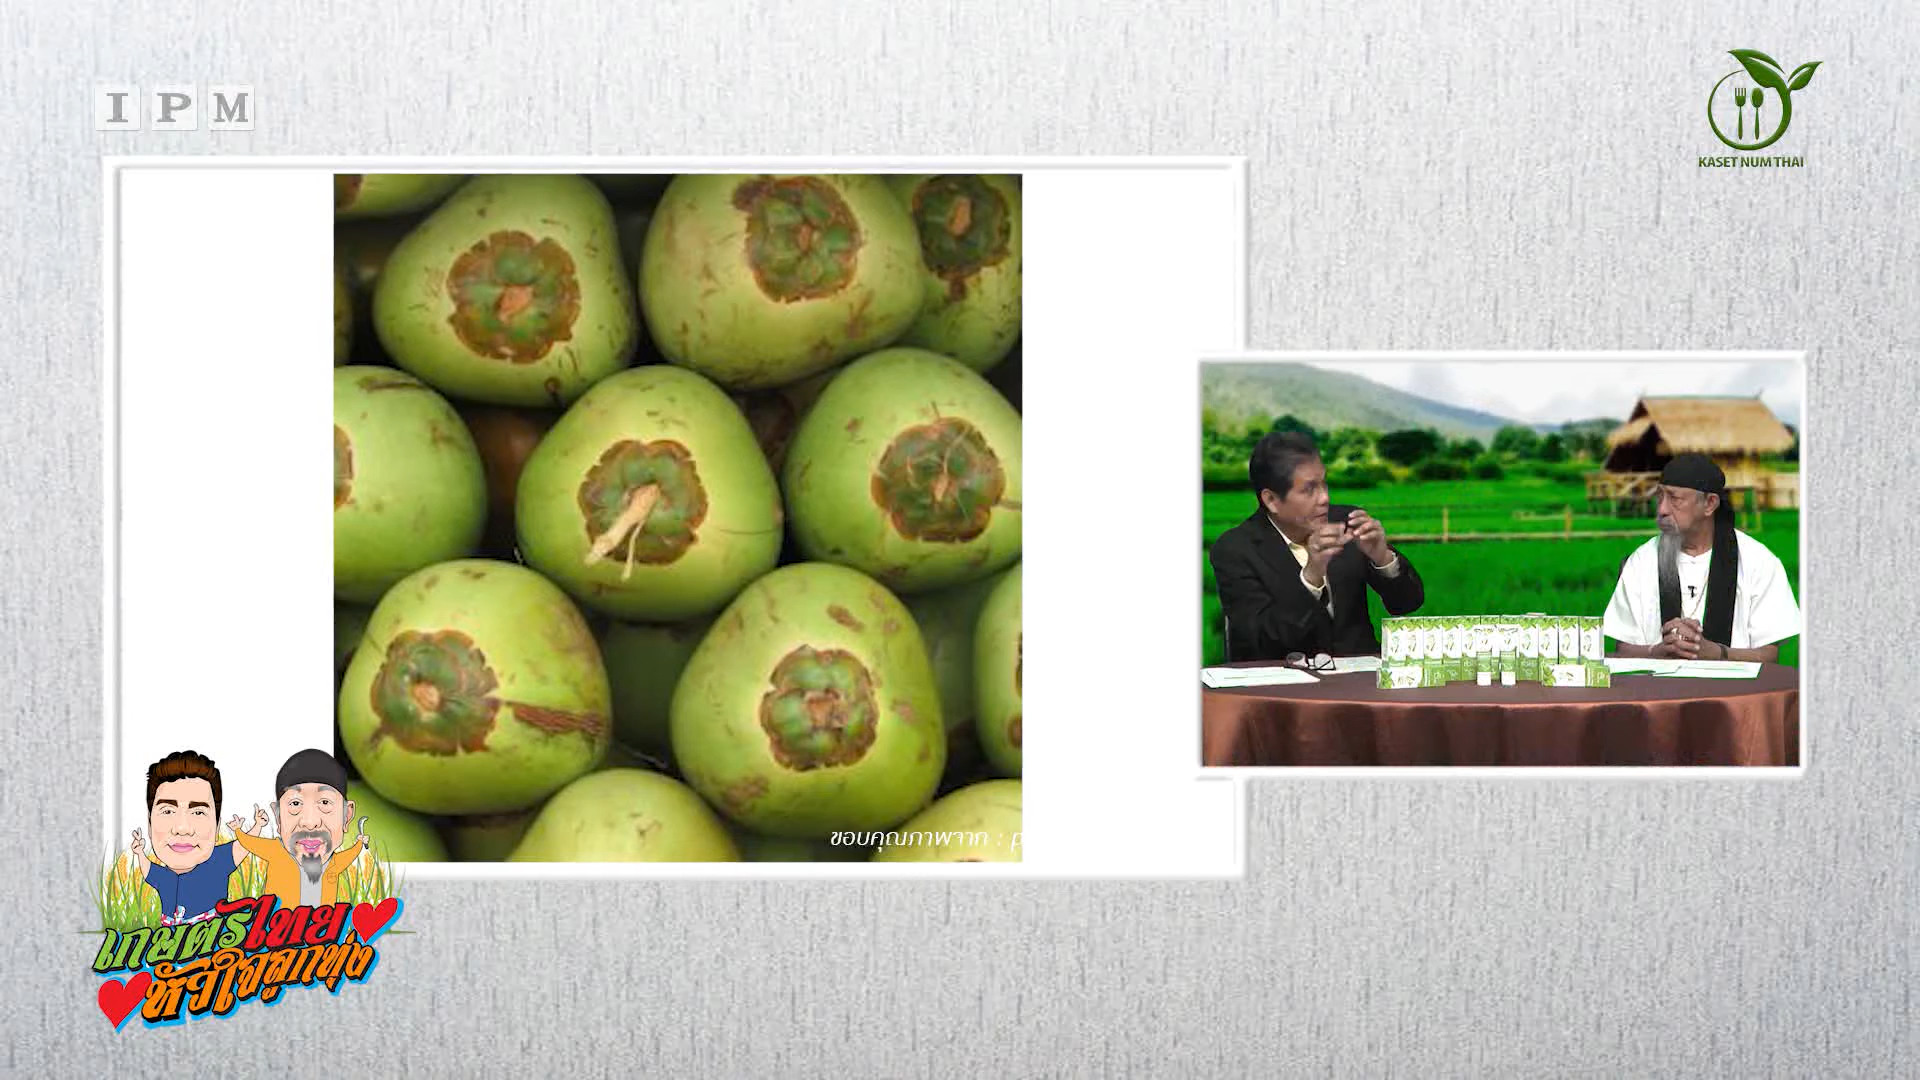 IPM
KASET NUM THAI
ขอบคุณภาพจาก : p
เกษตรไทย
หัวใจลูกทุ่ง